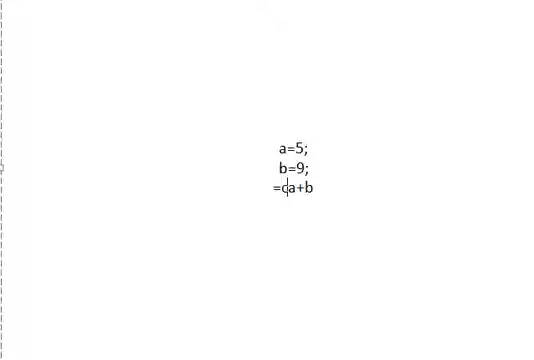 a=5;
b=9;
=ca+b